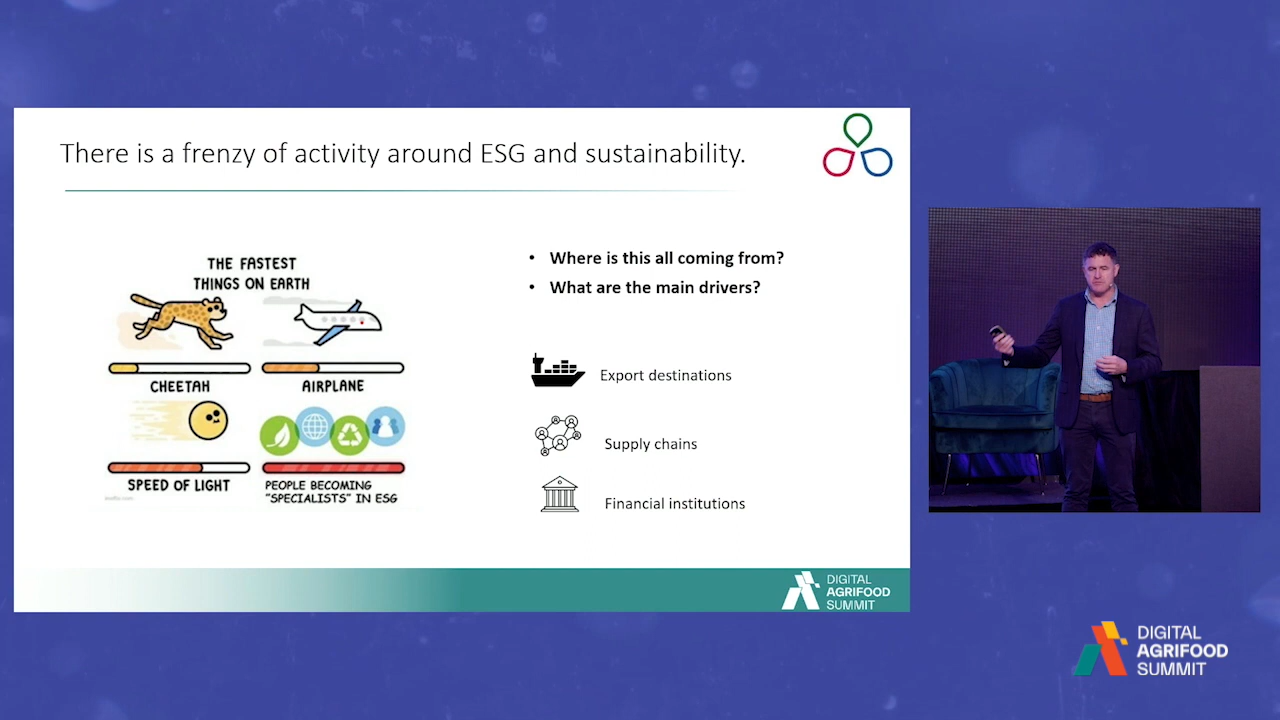 There is a frenzy of activity around ESG and sustainability.
THE FASTEST
THINGS ON EARTH
CHEETAH
AIRPLANE
SPEED OF LIGHT
PEOPLE BECOMING
"SPECIALISTS" IN ESG
• Where is this all coming from?
• What are the main drivers?
Export destinations
Supply chains
Financial institutions
DIGITAL
AGRIFOOD
SUMMIT
DIGITAL
AGRIFOOD
SUMMIT